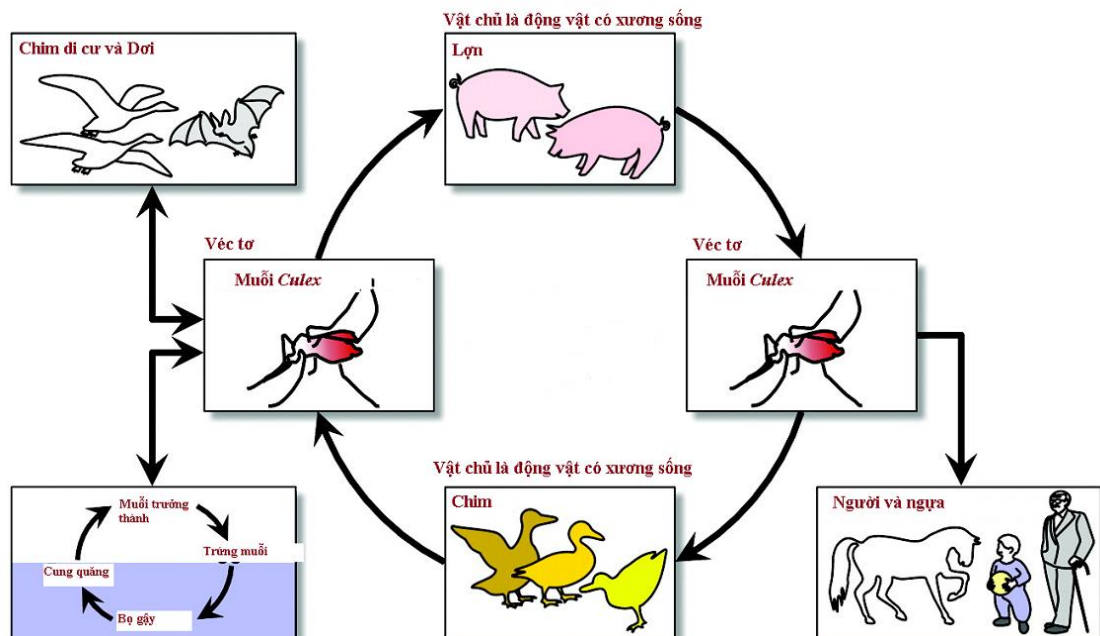 Vật chủ là động vật có xương sống
Chim di cư và Dơi
Lợn
Véc tơ
Muỗi Culex
Véc tơ
Muỗi Culex
Vật chủ là động vật có xương sống
Chim
Người và ngựa
Muỗi trưởng
thành
Trứng muỗi
Cung quăng
Bọ gậy